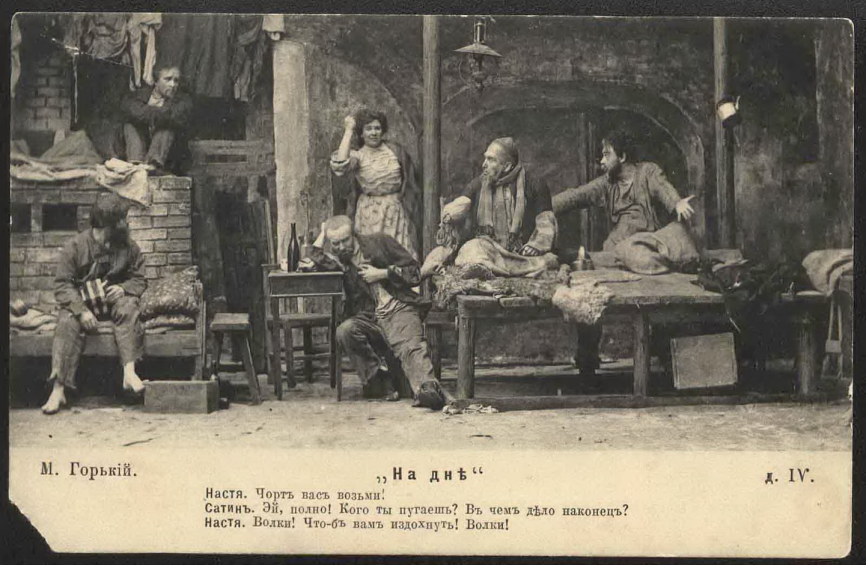 М. Горькій.
„На днѣ“
д. IV.
Настя. Чортъ васъ возьми!
Сатинъ. Эй, полно! Кого ты пугаешь? Въ чемъ дѣло наконецъ?
Настя. Волки! Что-бъ вамъ издохнуть! Волки!